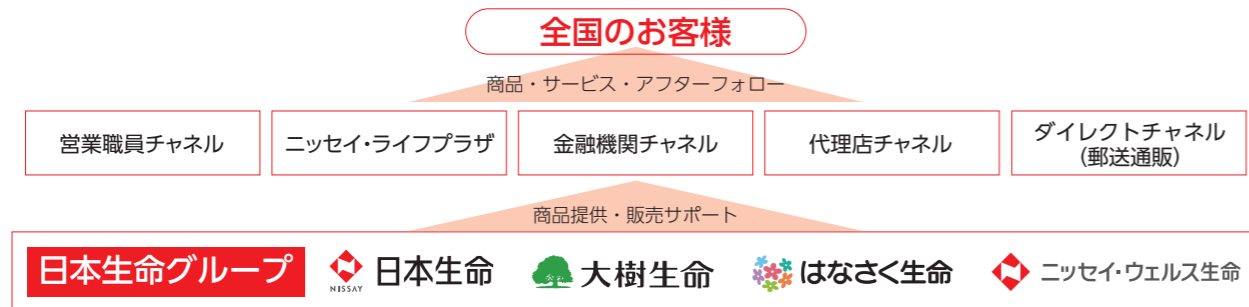 全国のお客様
商品・サービス・アフターフォロー
営業職員チャネル
ニッセイ・ライフプラザ
金融機関チャネル
代理店チャネル
ダイレクトチャネル
(郵送通販)
商品提供・販売サポート
日本生命グループ
NISSAY
日本生命
大樹生命
はなさく生命
ニッセイ・ウェルス生命